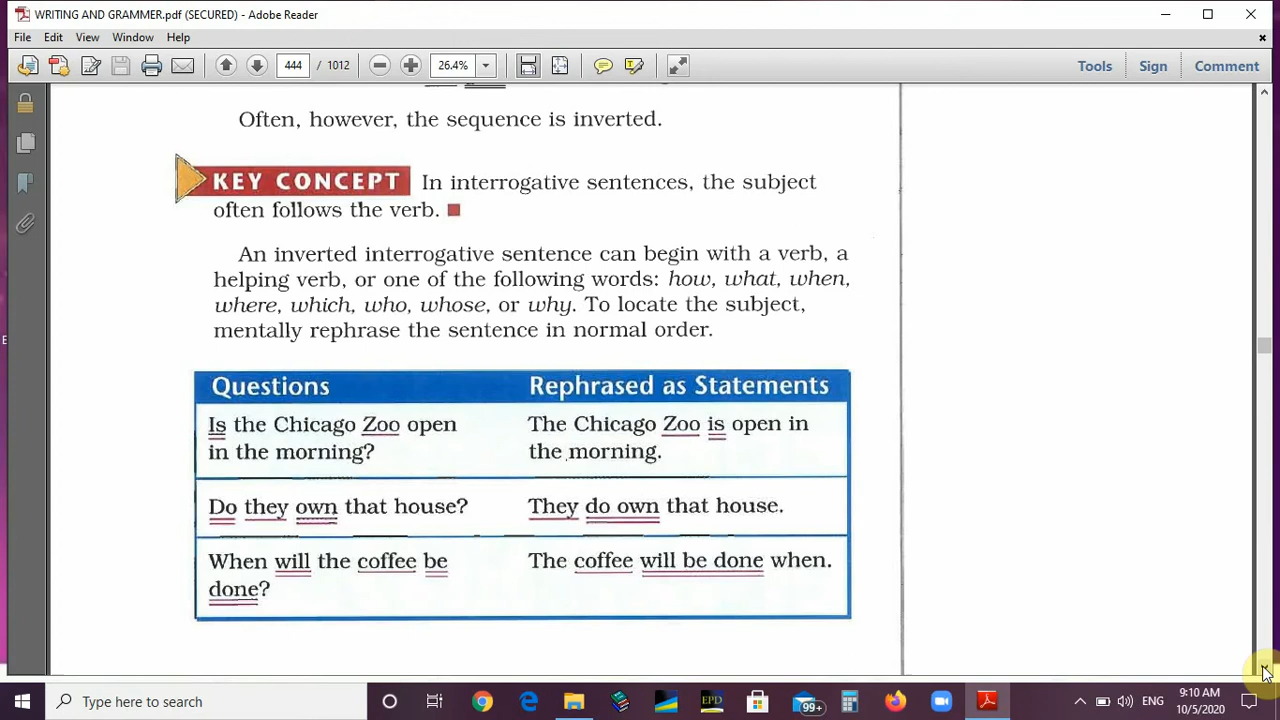 WRITING AND GRAMMER.pdf (SECURED) - Adobe Reader
File Edit View Window Help
444 / 1012 26.4% Tools Sign Comment
Often, however, the sequence is inverted.
KEY CONCEPT In interrogative sentences, the subject
often follows the verb.
An inverted interrogative sentence can begin with a verb, a
helping verb, or one of the following words: how, what, when,
where, which, who, whose, or why. To locate the subject,
mentally rephrase the sentence in normal order.
Questions Rephrased as Statements
Is the Chicago Zoo open The Chicago Zoo is open in
in the morning? the morning.
Do they own that house? They do own that house.
When will the coffee be The coffee will be done when.
done?
Type here to search
EPD
99+
ENG
9:10 AM
10/5/2020